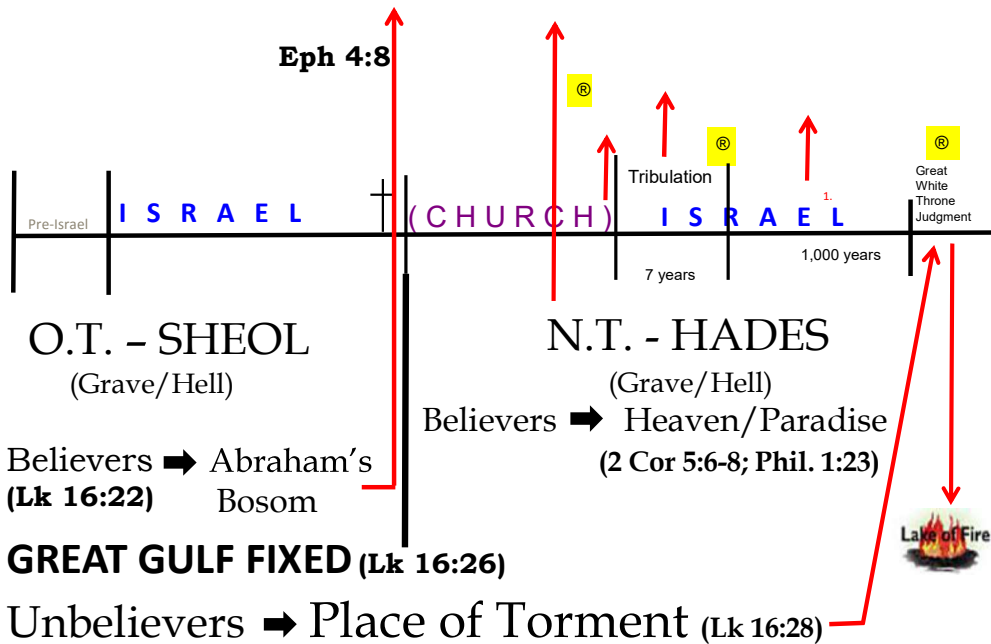 Eph 4:8
®
®
®
Tribulation
Great
White
Throne
Judgment
Pre-Israel
I S R A E L
(CHURCH)
I S R A E L
1.
7 years
1,000 years
O.T. – SHEOL
(Grave/Hell)
N.T. - HADES
(Grave/Hell)
Believers ➡ Heaven/Paradise
(2 Cor 5:6-8; Phil. 1:23)
Believers ➡ Abraham's
(Lk 16:22) Bosom
Lake of Fire
GREAT GULF FIXED (Lk 16:26)
Unbelievers ➡ Place of Torment (Lk 16:28)